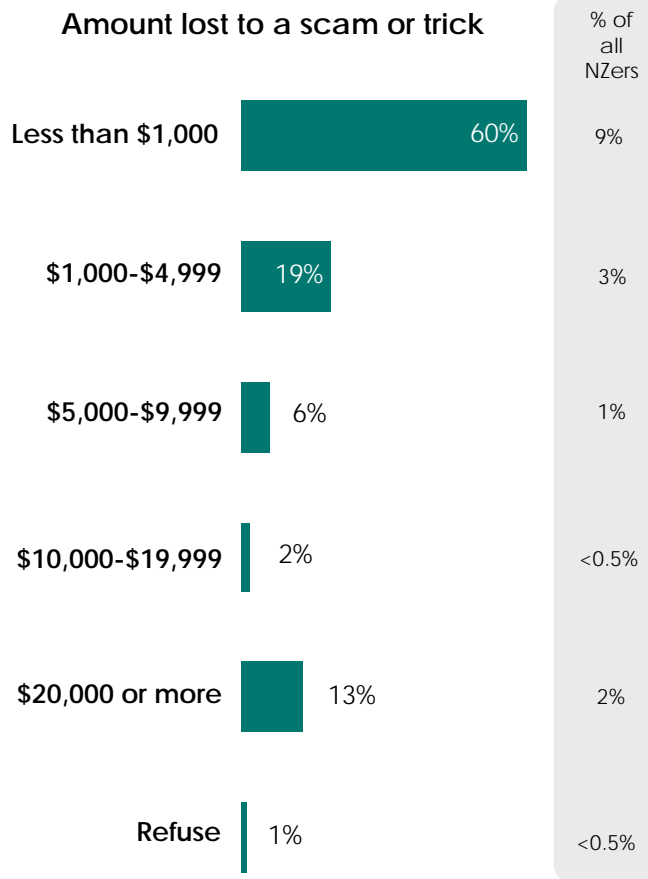 Amount lost to a scam or trick
% of
all
NZers
Less than $1,000 60% 9%
$1,000-$4,999 19% 3%
$5,000-$9,999 6% 1%
$10,000-$19,999 2% <0.5%
$20,000 or more 13% 2%
Refuse 1% <0.5%